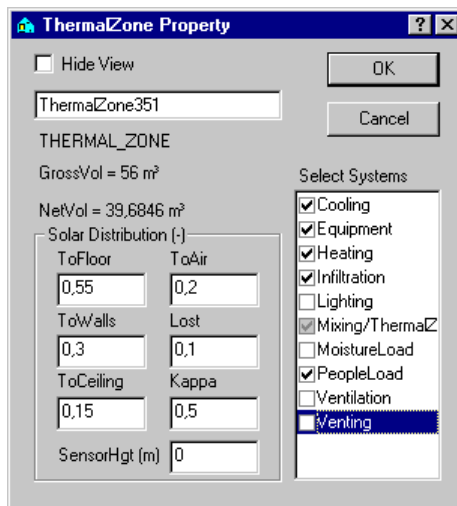 ThermalZone Property
Hide View
OK
ThermalZone351
Cancel
THERMAL_ZONE
GrossVol = 56 m³
Select Systems
NetVol = 39,6846 m³
Cooling
Equipment
Heating
Infiltration
Lighting
Mixing/ThermalZ
MoistureLoad
PeopleLoad
Ventilation
Venting
Solar Distribution (-)
ToFloor ToAir
0,55 0,2
ToWalls Lost
0,3 0,1
ToCeiling Kappa
0,15 0,5
SensorHgt (m) 0